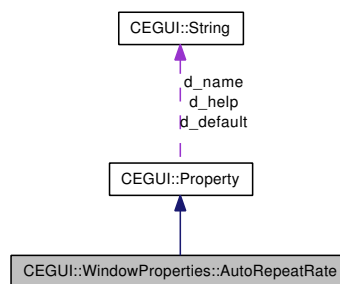 CEGUI::String
d_name
d_help
d_default
CEGUI::Property
CEGUI::WindowProperties::AutoRepeatRate